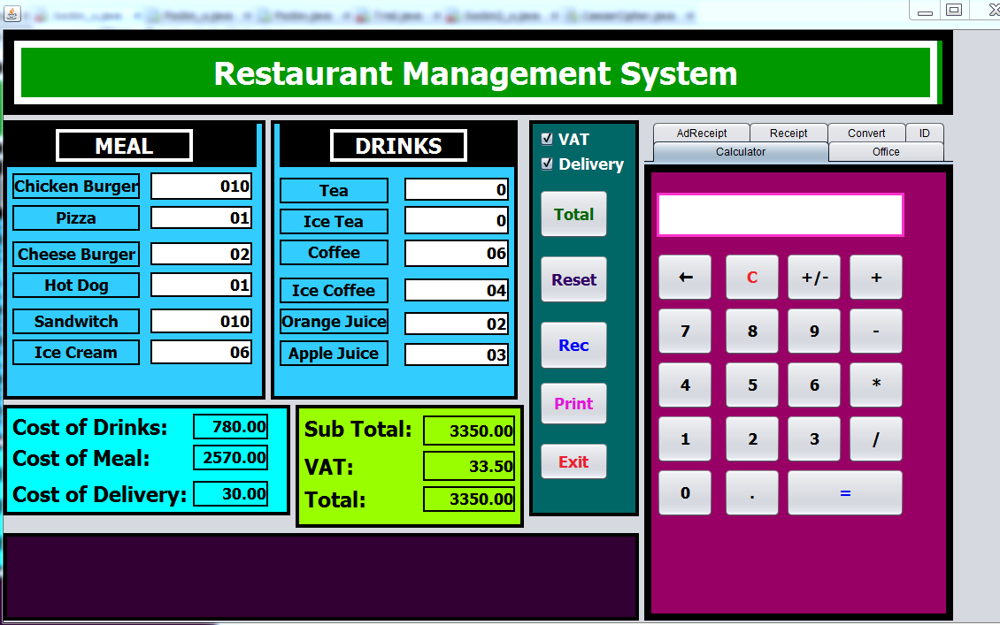 Restaurant Management System
MEAL
Chicken Burger 010
Pizza 01
Cheese Burger 02
Hot Dog 01
Sandwitch 010
Ice Cream 06
DRINKS
Tea 0
Ice Tea 0
Coffee 06
Ice Coffee 04
Orange Juice 02
Apple Juice 03
VAT
Delivery
Total
Reset
Rec
Print
Exit
Cost of Drinks: 780.00
Cost of Meal: 2570.00
Cost of Delivery: 30.00
Sub Total: 3350.00
VAT: 33.50
Total: 3350.00
AdReceipt Receipt Convert ID
Calculator Office
← C +/- +
7 8 9 -
4 5 6 *
1 2 3 /
0 . =